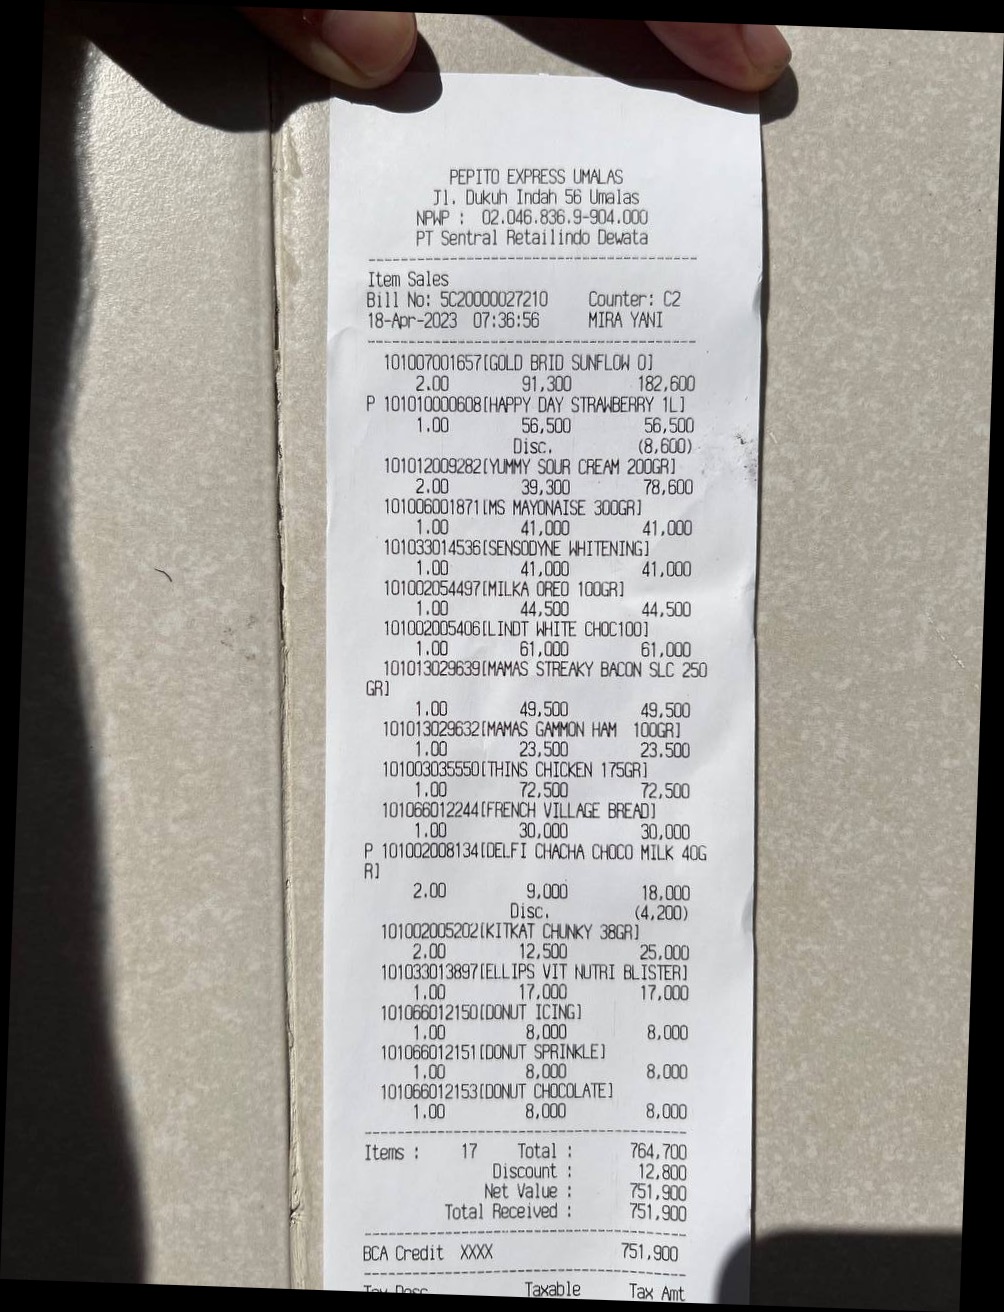 PEPITO EXPRESS UMALAS
Jl. Dukuh Indah 56 Umalas
NPWP : 02.046.836.9-904.000
PT Sentral Retailindo Dewata
----------------------------------------
Item Sales
Bill No: 5C20000027210 Counter: C2
18-Apr-2023 07:36:56 MIRA YANI
----------------------------------------
101007001657[GOLD BRID SUNFLOW O]
2.00 91,300 182,600
P 101010000608[HAPPY DAY STRAWBERRY 1L]
1.00 56,500 56,500
Disc. (8,600)
101012009282[YUMMY SOUR CREAM 200GR]
2.00 39,300 78,600
101006001871[MS MAYONAISE 300GR]
1.00 41,000 41,000
101033014536[SENSODYNE WHITENING]
1.00 41,000 41,000
101002054497[MILKA OREO 100GR]
1.00 44,500 44,500
101002005406[LINDT WHITE CHOC100]
1.00 61,000 61,000
101013029639[MAMAS STREAKY BACON SLC 250
GR]
1.00 49,500 49,500
101013029632[MAMAS GAMMON HAM 100GR]
1.00 23,500 23,500
101003035550[THINS CHICKEN 175GR]
1.00 72,500 72,500
101066012244[FRENCH VILLAGE BREAD]
1.00 30,000 30,000
P 101002008134[DELFI CHACHA CHOCO MILK 40G
R]
2.00 9,000 18,000
Disc. (4,200)
101002005202[KITKAT CHUNKY 38GR]
2.00 12,500 25,000
101033013897[ELLIPS VIT NUTRI BLISTER]
1.00 17,000 17,000
101066012150[DONUT ICING]
1.00 8,000 8,000
101066012151[DONUT SPRINKLE]
1.00 8,000 8,000
101066012153[DONUT CHOCOLATE]
1.00 8,000 8,000
----------------------------------------
Items : 17 Total : 764,700
Discount : 12,800
Net Value : 751,900
Total Received : 751,900
----------------------------------------
BCA Credit XXXX 751,900
----------------------------------------
Tax Desc Taxable Tax Amt